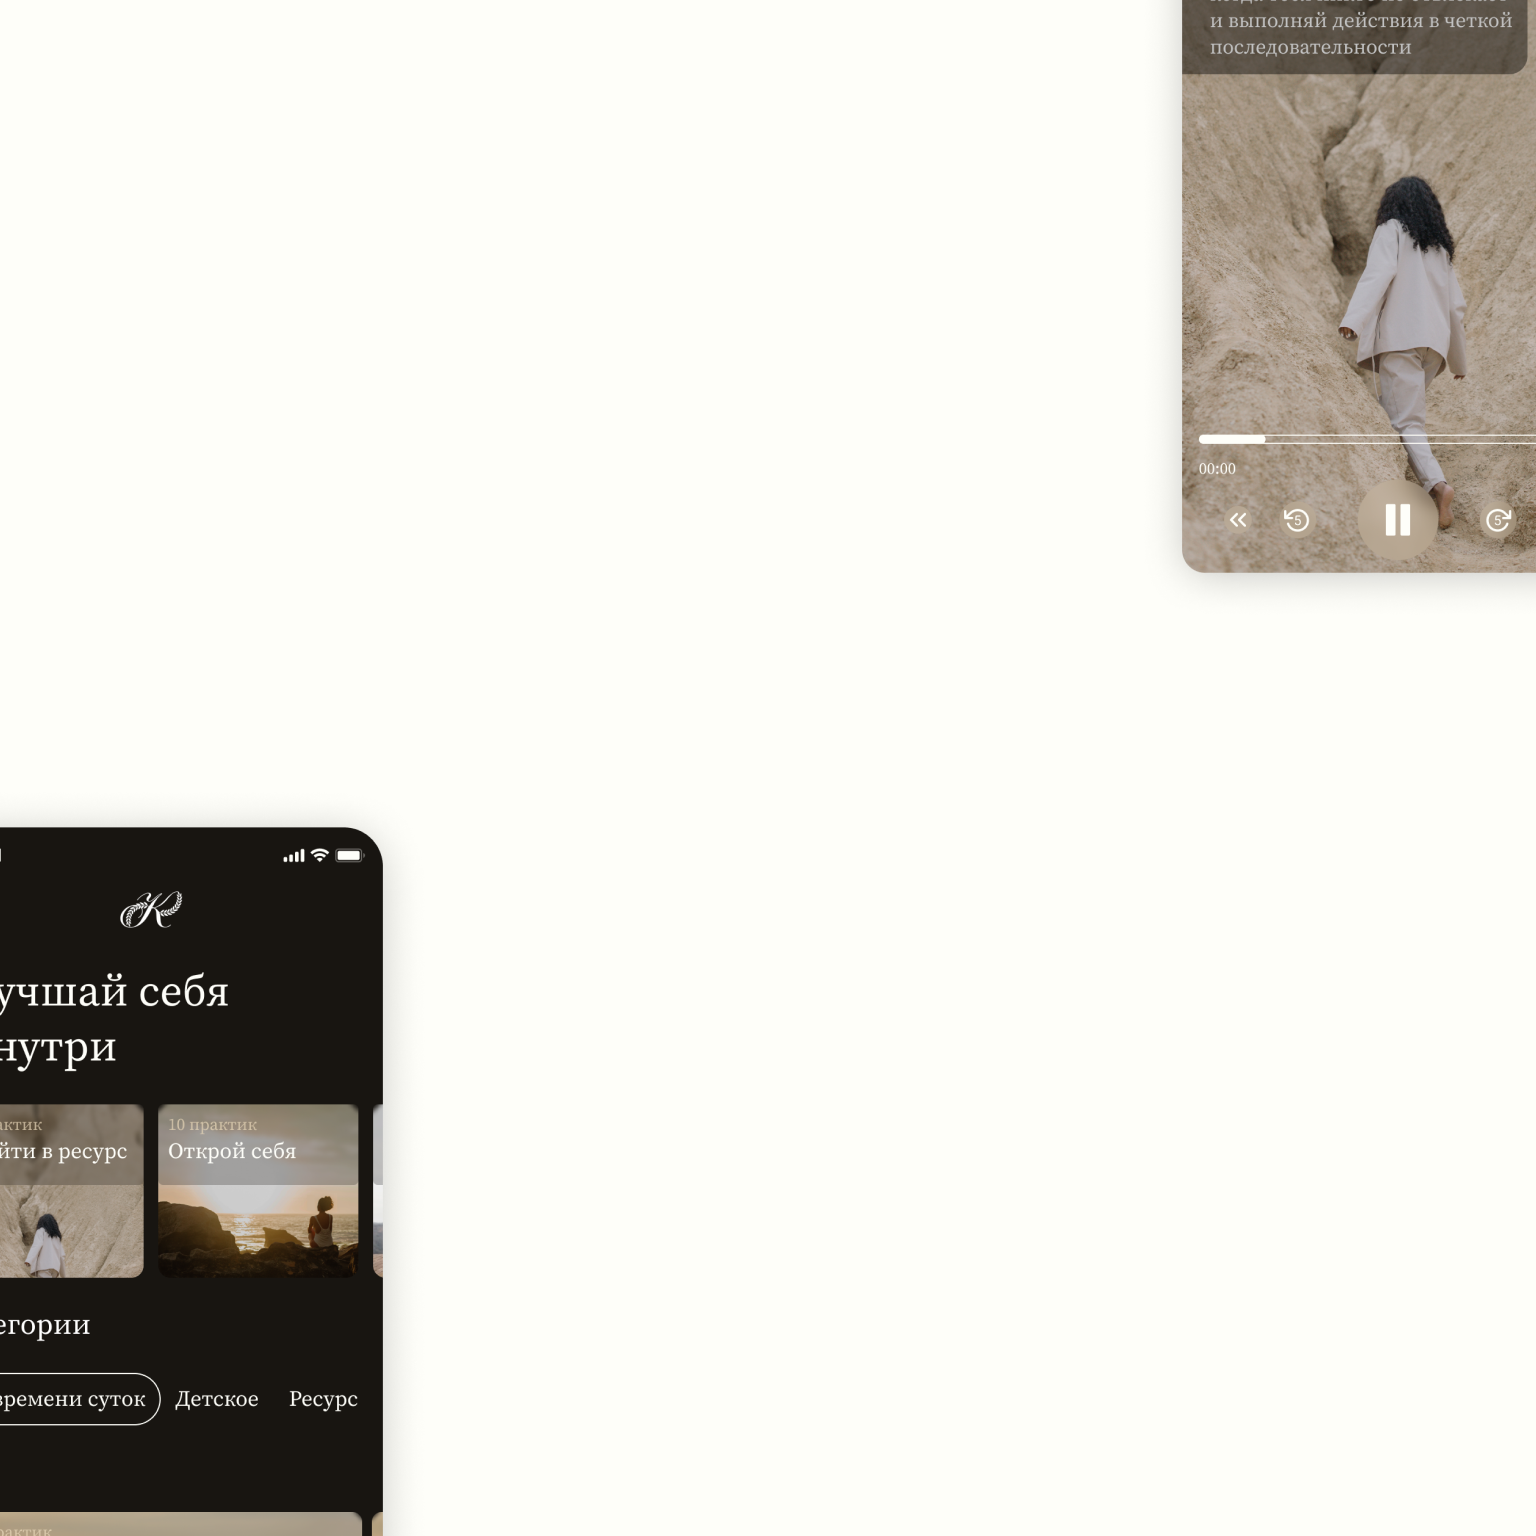 и выполняй действия в четкой
последовательности
00:00
5
5
K
учшай себя
нутри
актик
йти в ресурс
10 практик
Открой себя
егории
времени суток
Детское
Ресурс
рактик